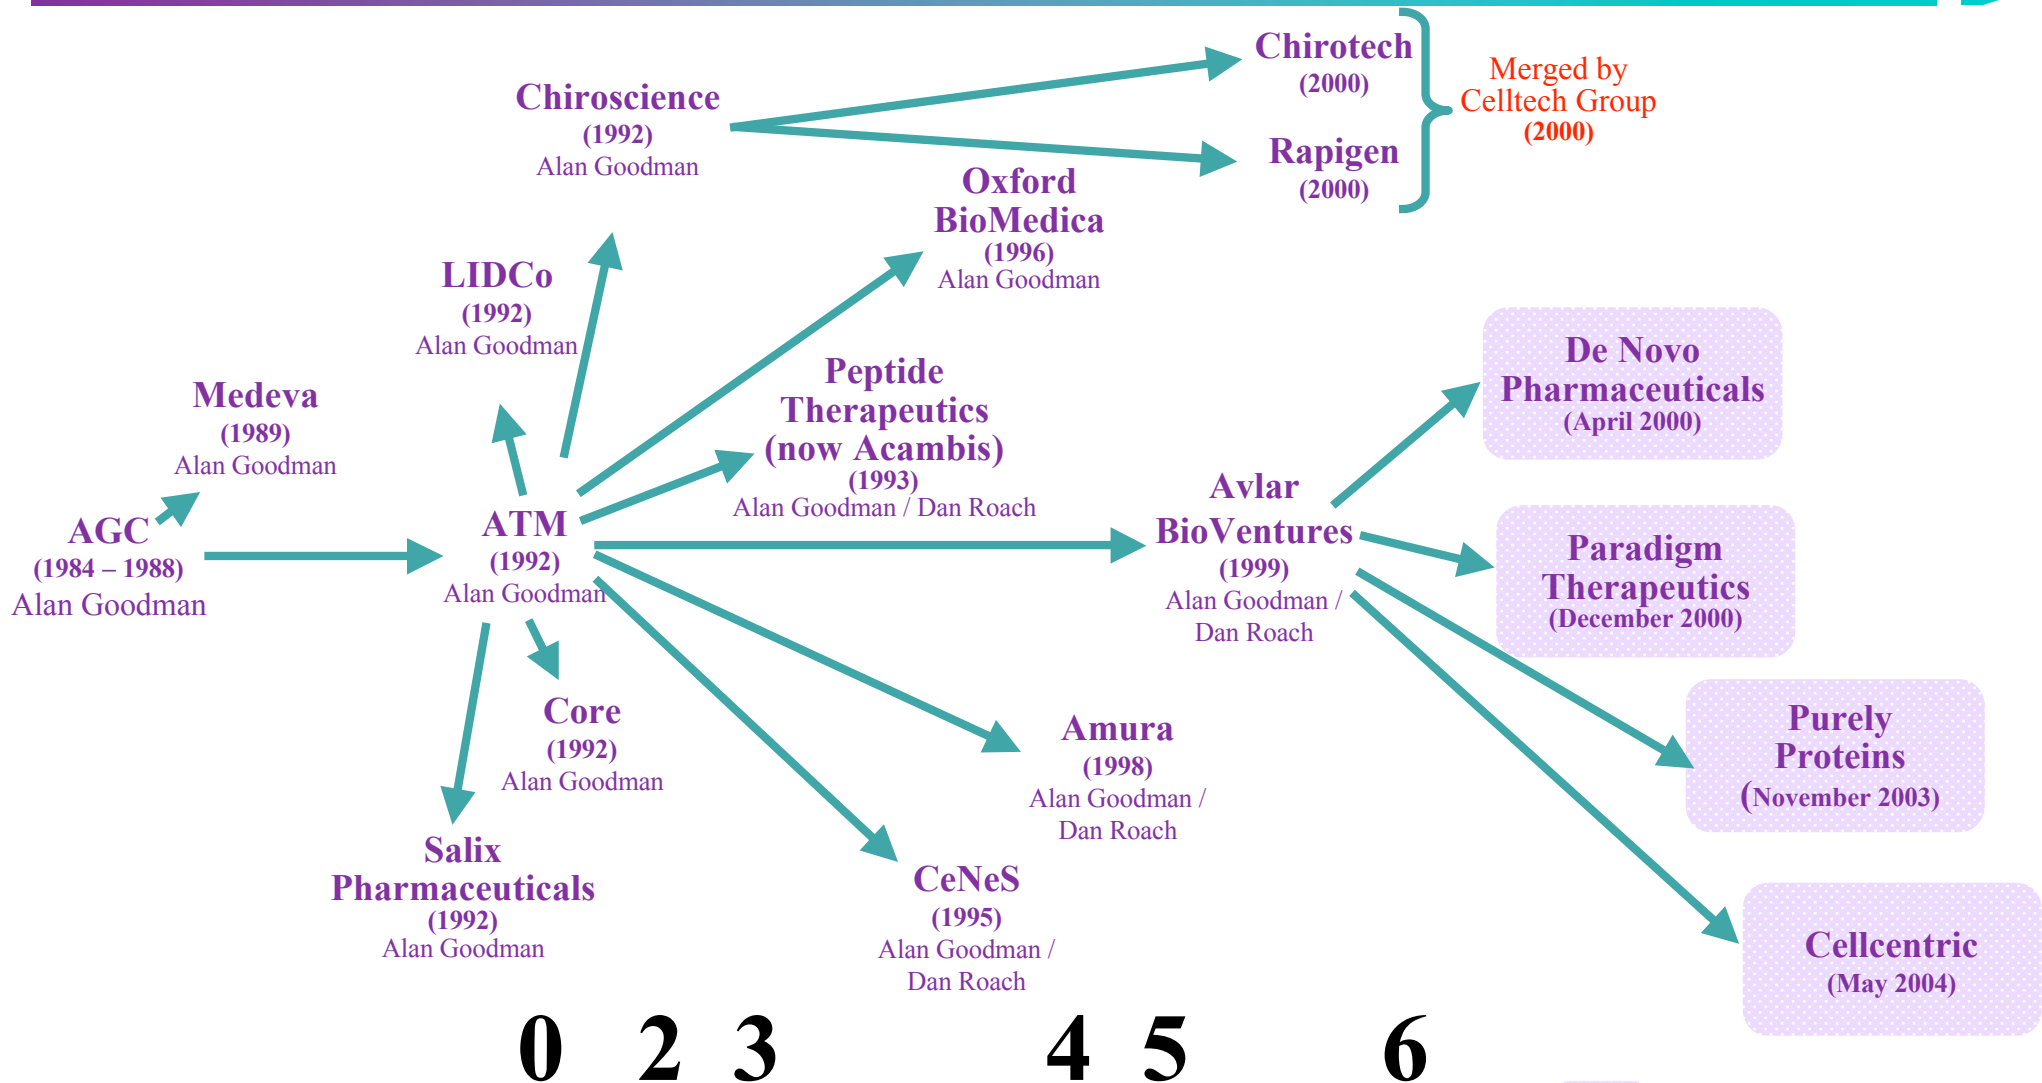 Chirotech
(2000)
Merged by
Celltech Group
(2000)
Chiroscience
(1992)
Alan Goodman
Rapigen
(2000)
Oxford
BioMedica
(1996)
Alan Goodman
LIDCo
(1992)
Alan Goodman
De Novo
Pharmaceuticals
(April 2000)
Peptide
Therapeutics
(now Acambis)
(1993)
Alan Goodman / Dan Roach
Medeva
(1989)
Alan Goodman
AGC
(1984 – 1988)
Alan Goodman
ATM
(1992)
Alan Goodman
Avlar
BioVentures
(1999)
Alan Goodman /
Dan Roach
Paradigm
Therapeutics
(December 2000)
Core
(1992)
Alan Goodman
Amura
(1998)
Alan Goodman /
Dan Roach
Purely
Proteins
(November 2003)
Salix
Pharmaceuticals
(1992)
Alan Goodman
CeNeS
(1995)
Alan Goodman /
Dan Roach
Cellcentric
(May 2004)
0 2 3 4 5 6